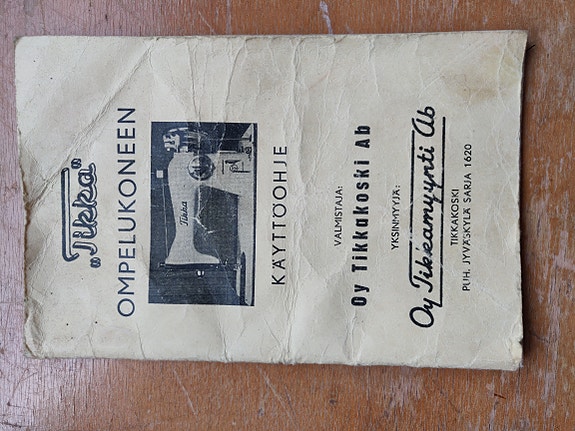 „Tikka”
OMPELUKONEEN
Tikka
KÄYTTÖOHJE
VALMISTAJA:
Oy Tikkakoski Ab
YKSINMYYJÄ:
Oy Tikkamyynti Ab
TIKKAKOSKI
PUH. JYVÄSKYLÄ SARJA 1620